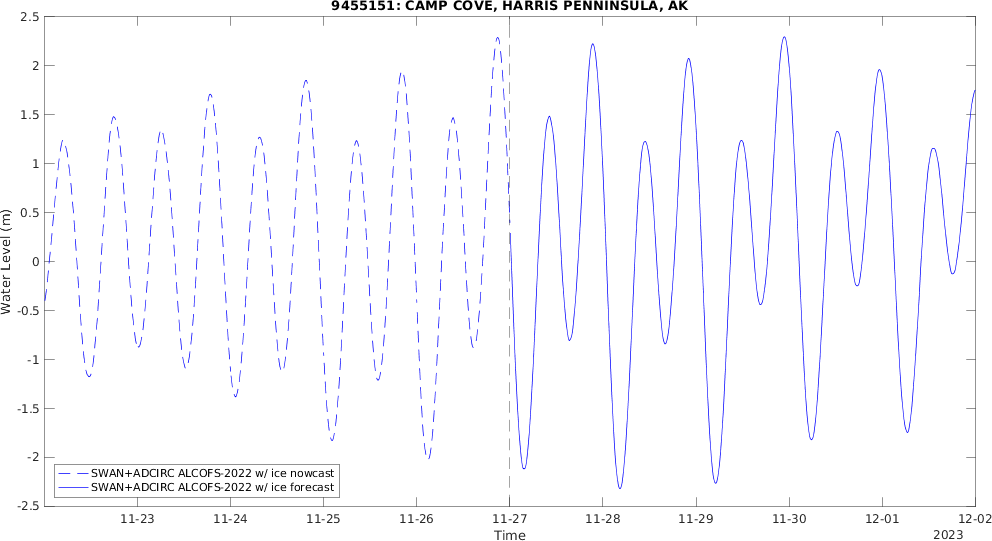 9455151: CAMP COVE, HARRIS PENNINSULA, AK
2.5
2
1.5
1
0.5
0
-0.5
-1
-1.5
-2
-2.5
Water Level (m)
SWAN+ADCIRC ALCOFS-2022 w/ ice nowcast
SWAN+ADCIRC ALCOFS-2022 w/ ice forecast
11-23 11-24 11-25 11-26 11-27 11-28 11-29 11-30 12-01 12-02
Time
2023